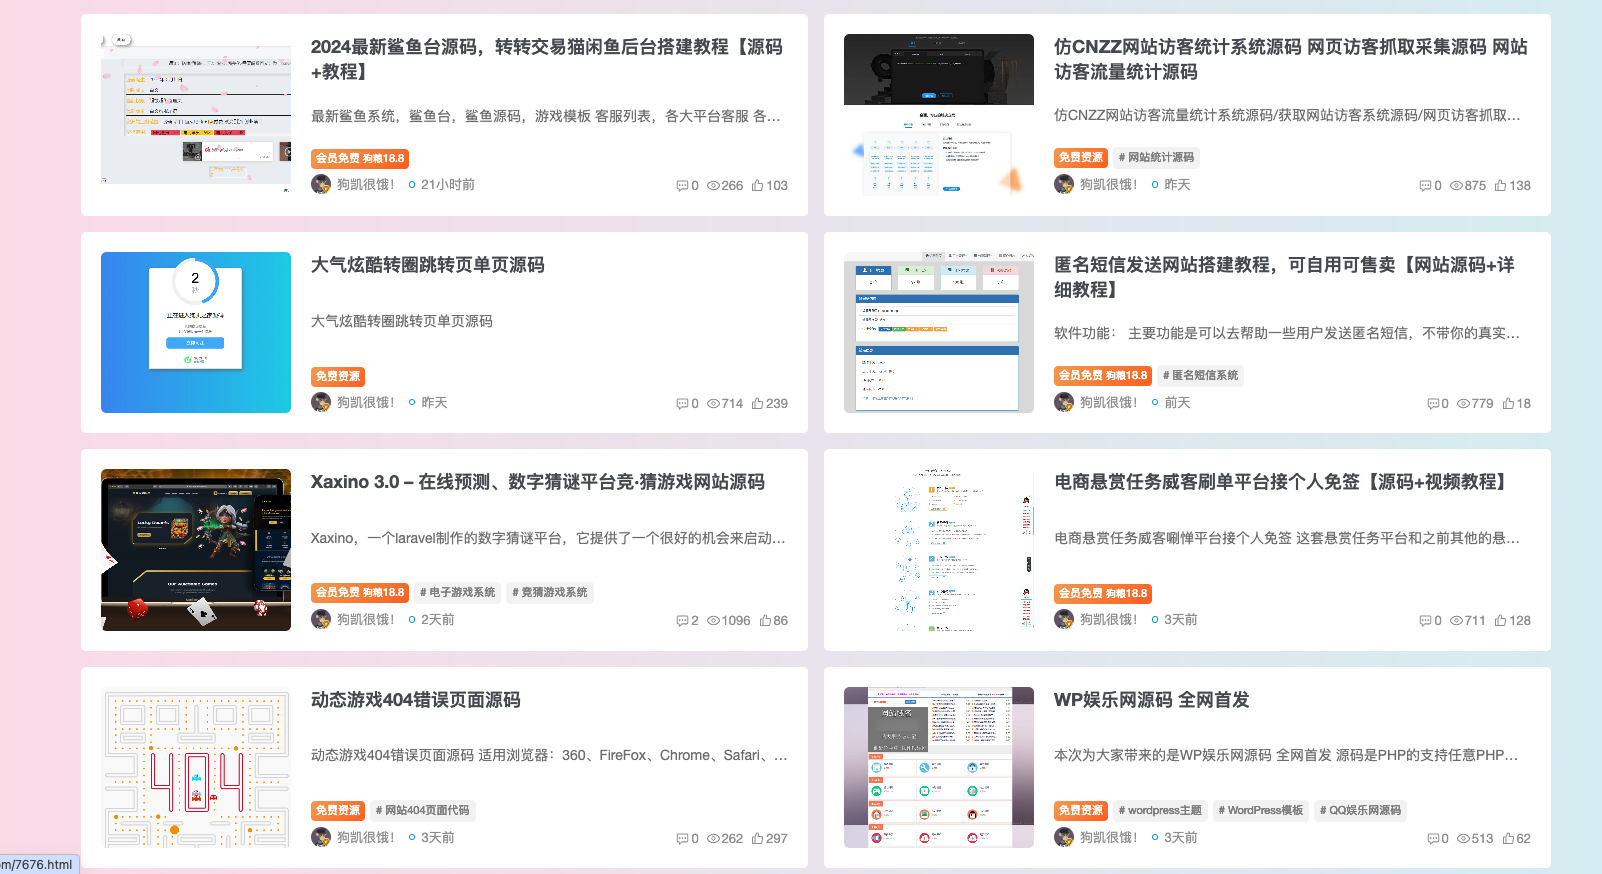 2024最新鲨鱼台源码，转转交易猫闲鱼后台搭建教程【源码
+教程】
最新鲨鱼系统，鲨鱼台，鲨鱼源码，游戏模板 客服列表，各大平台客服 各...
会员免费 狗粮18.8
狗凯很饿！ 21小时前 0 266 103
仿CNZZ网站访客统计系统源码 网页访客抓取采集源码 网站
访客流量统计源码
仿CNZZ网站访客流量统计系统源码/获取网站访客系统源码/网页访客抓取...
免费资源 # 网站统计源码
狗凯很饿！ 昨天 0 875 138
2
秒
大气炫酷转圈跳转页单页源码
大气炫酷转圈跳转页单页源码
免费资源
狗凯很饿！ 昨天 0 714 239
匿名短信发送网站搭建教程，可自用可售卖【网站源码+详
细教程】
软件功能： 主要功能是可以去帮助一些用户发送匿名短信，不带你的真实...
会员免费 狗粮18.8 # 匿名短信系统
狗凯很饿！ 前天 0 779 18
Xaxino 3.0 – 在线预测、数字猜谜平台竞·猜游戏网站源码
Xaxino，一个laravel制作的数字猜谜平台，它提供了一个很好的机会来启动...
会员免费 狗粮18.8 # 电子游戏系统 # 竞猜游戏系统
狗凯很饿！ 2天前 2 1096 86
电商悬赏任务威客刷单平台接个人免签【源码+视频教程】
电商悬赏任务威客唰惮平台接个人免签 这套悬赏任务平台和之前其他的悬...
会员免费 狗粮18.8
狗凯很饿！ 3天前 0 711 128
动态游戏404错误页面源码
动态游戏404错误页面源码 适用浏览器：360、FireFox、Chrome、Safari、...
免费资源 # 网站404页面代码
狗凯很饿！ 3天前 0 262 297
WP娱乐网源码 全网首发
本次为大家带来的是WP娱乐网源码 全网首发 源码是PHP的支持任意PHP...
免费资源 # wordpress主题 # WordPress模板 # QQ娱乐网源码
狗凯很饿！ 3天前 0 513 62
om/7676.html